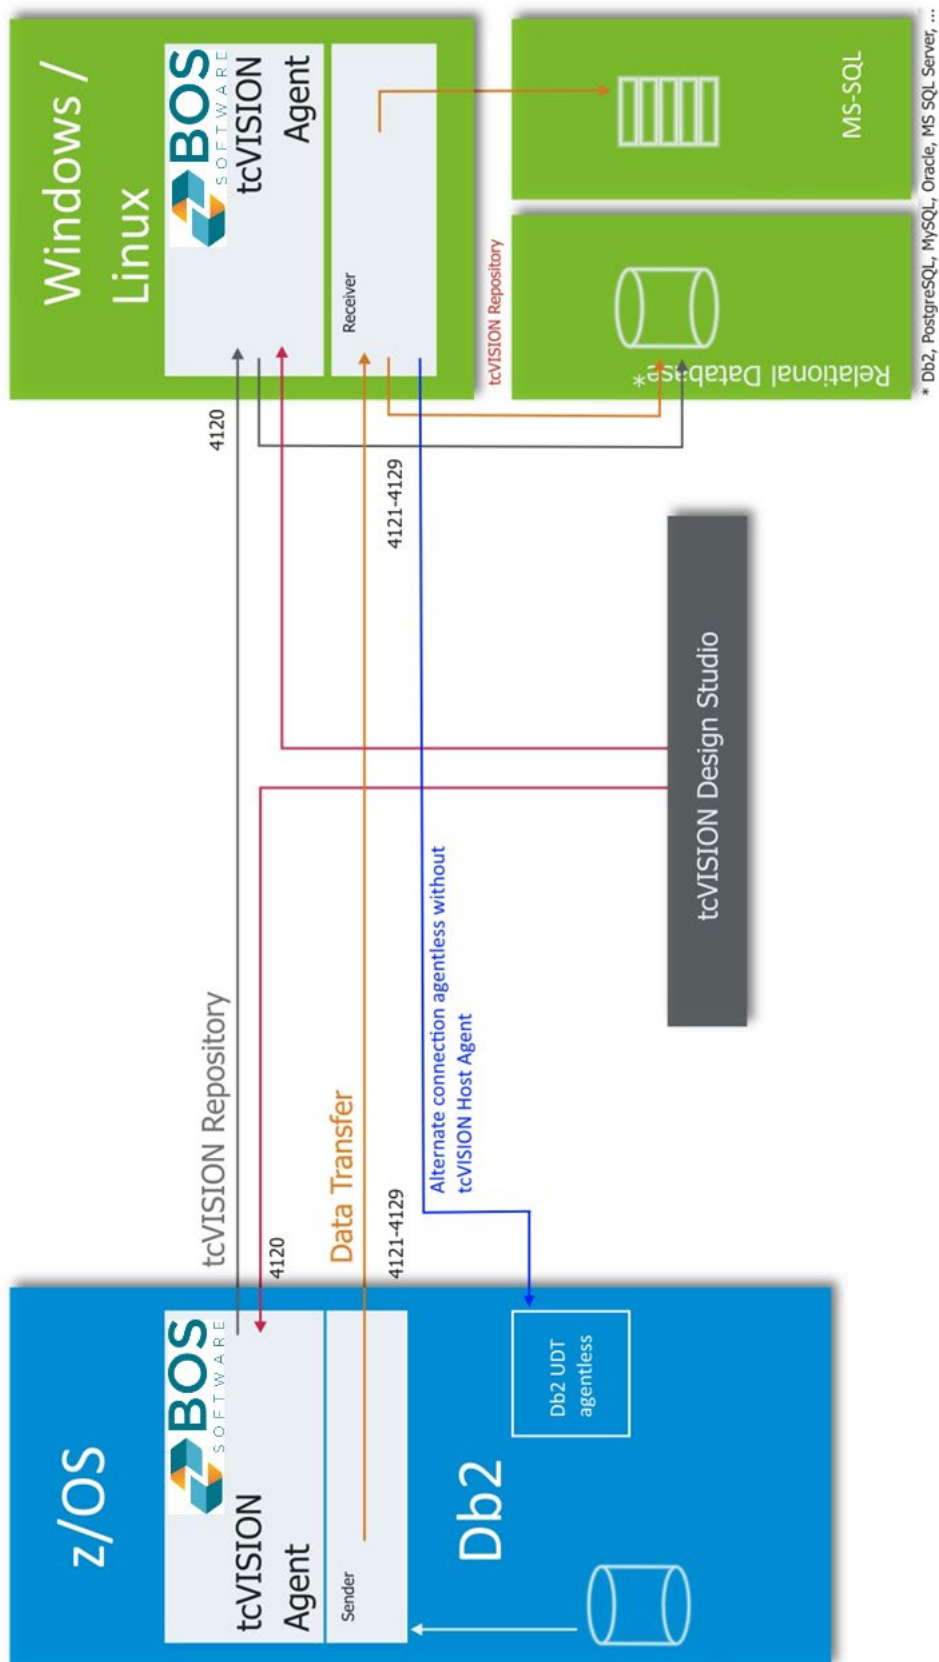 z/OS
BOS
SOFTWARE
tcVISION
Agent
Sender
Db2
Db2 UDT
agentless
tcVISION Repository
4120
Data Transfer
4121-4129
Alternate connection agentless without
tcVISION Host Agent
tcVISION Design Studio
4120
4121-4129
Windows /
Linux
BOS
SOFTWARE
tcVISION
Agent
Receiver
tcVISION Repository
Relational Database*
MS-SQL
* Db2, PostgreSQL, MySQL, Oracle, MS SQL Server, ...